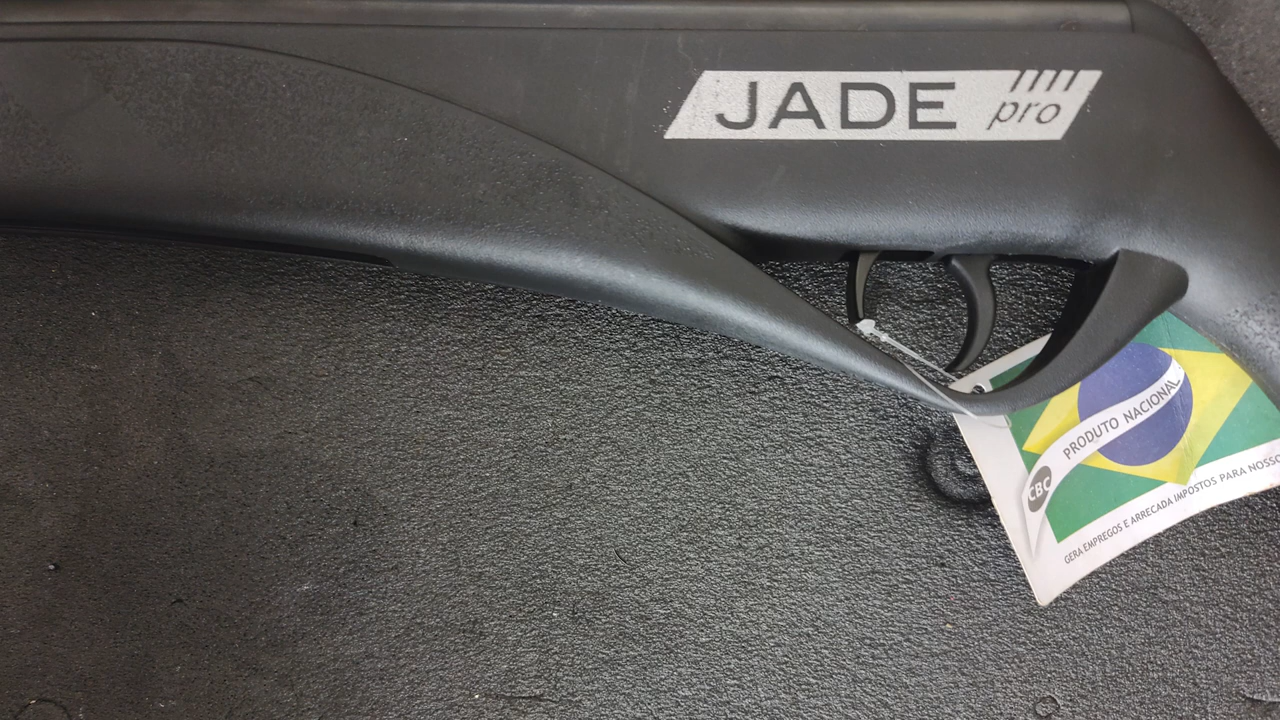 JADE
pro
PRODUTO NACIONAL
CBC
GERA EMPREGOS E ARRECADA IMPOSTOS PARA NOSSO